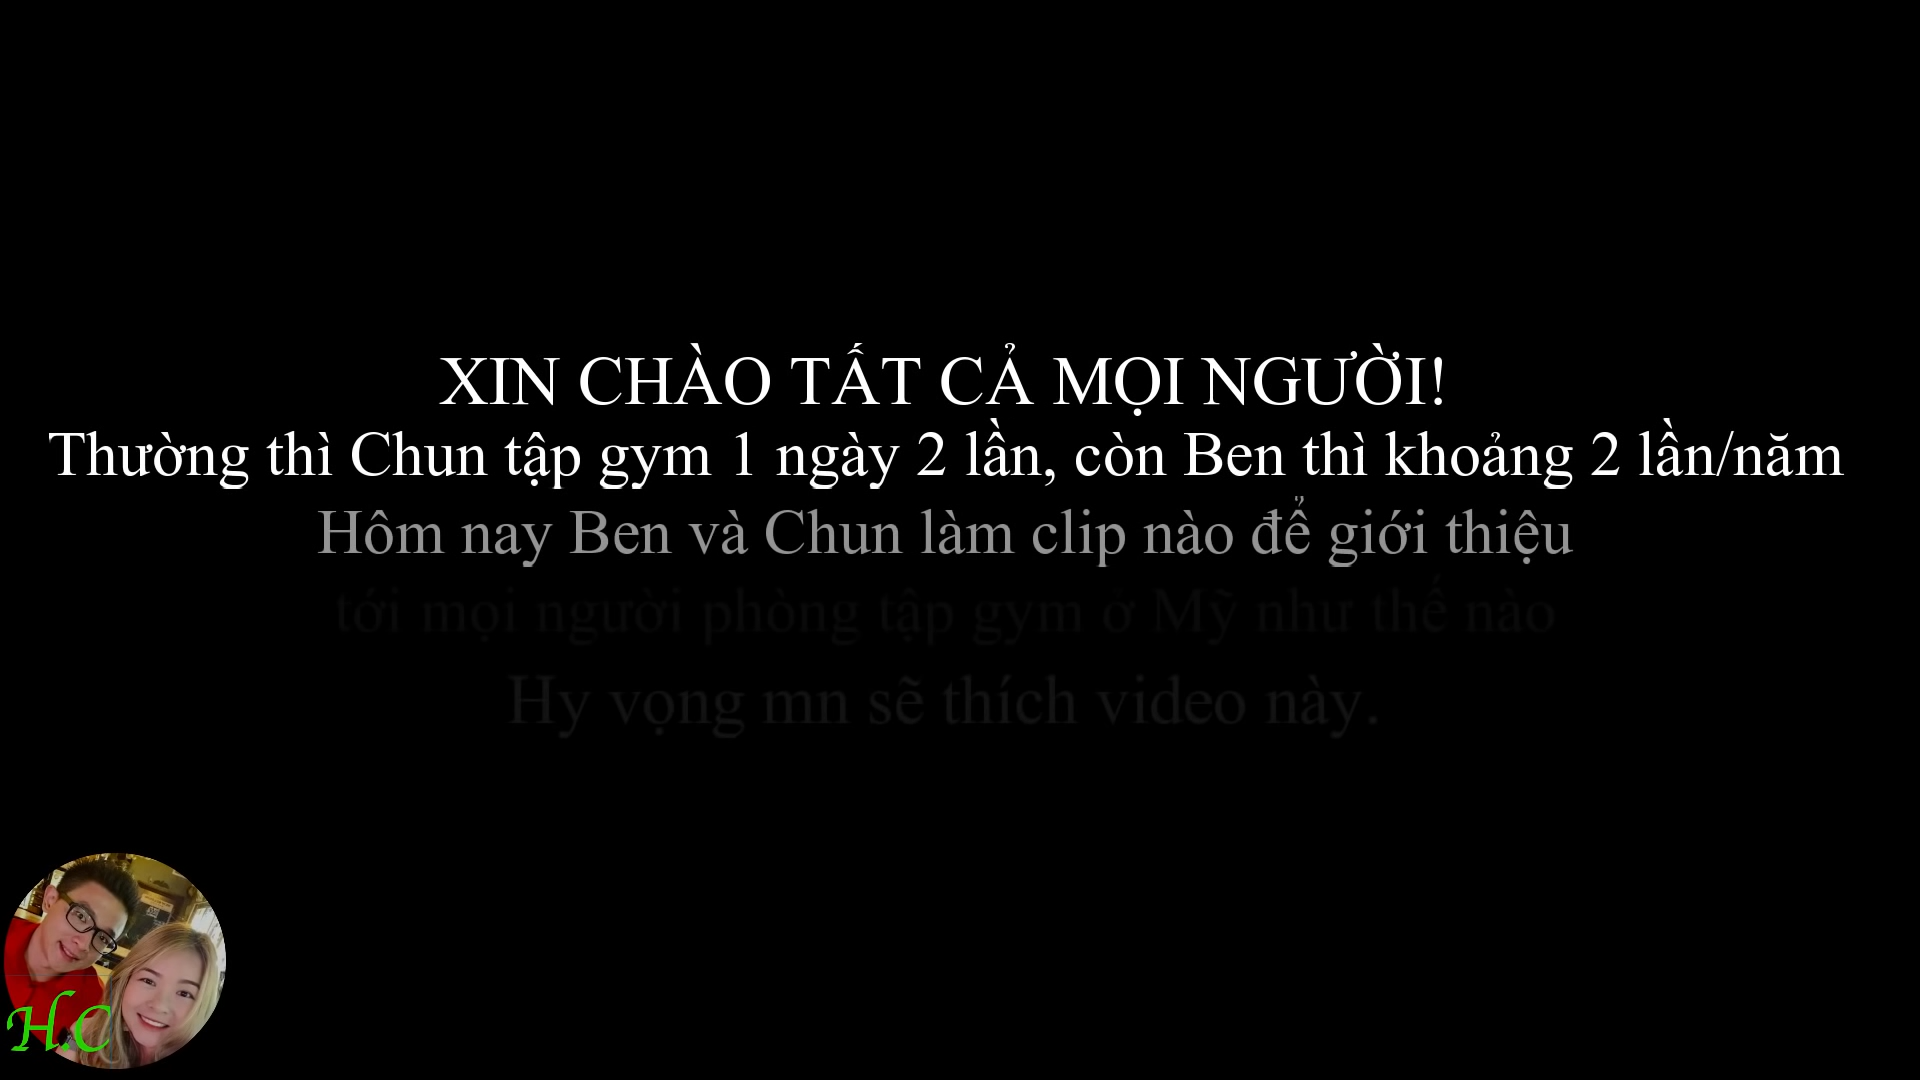 XIN CHÀO TẤT CẢ MỌI NGƯỜI!
Thường thì Chun tập gym 1 ngày 2 lần, còn Ben thì khoảng 2 lần/năm
Hôm nay Ben và Chun làm clip nào để giới thiệu
tới mọi người phòng tập gym ở Mỹ như thế nào
Hy vọng mn sẽ thích video này.
H.C